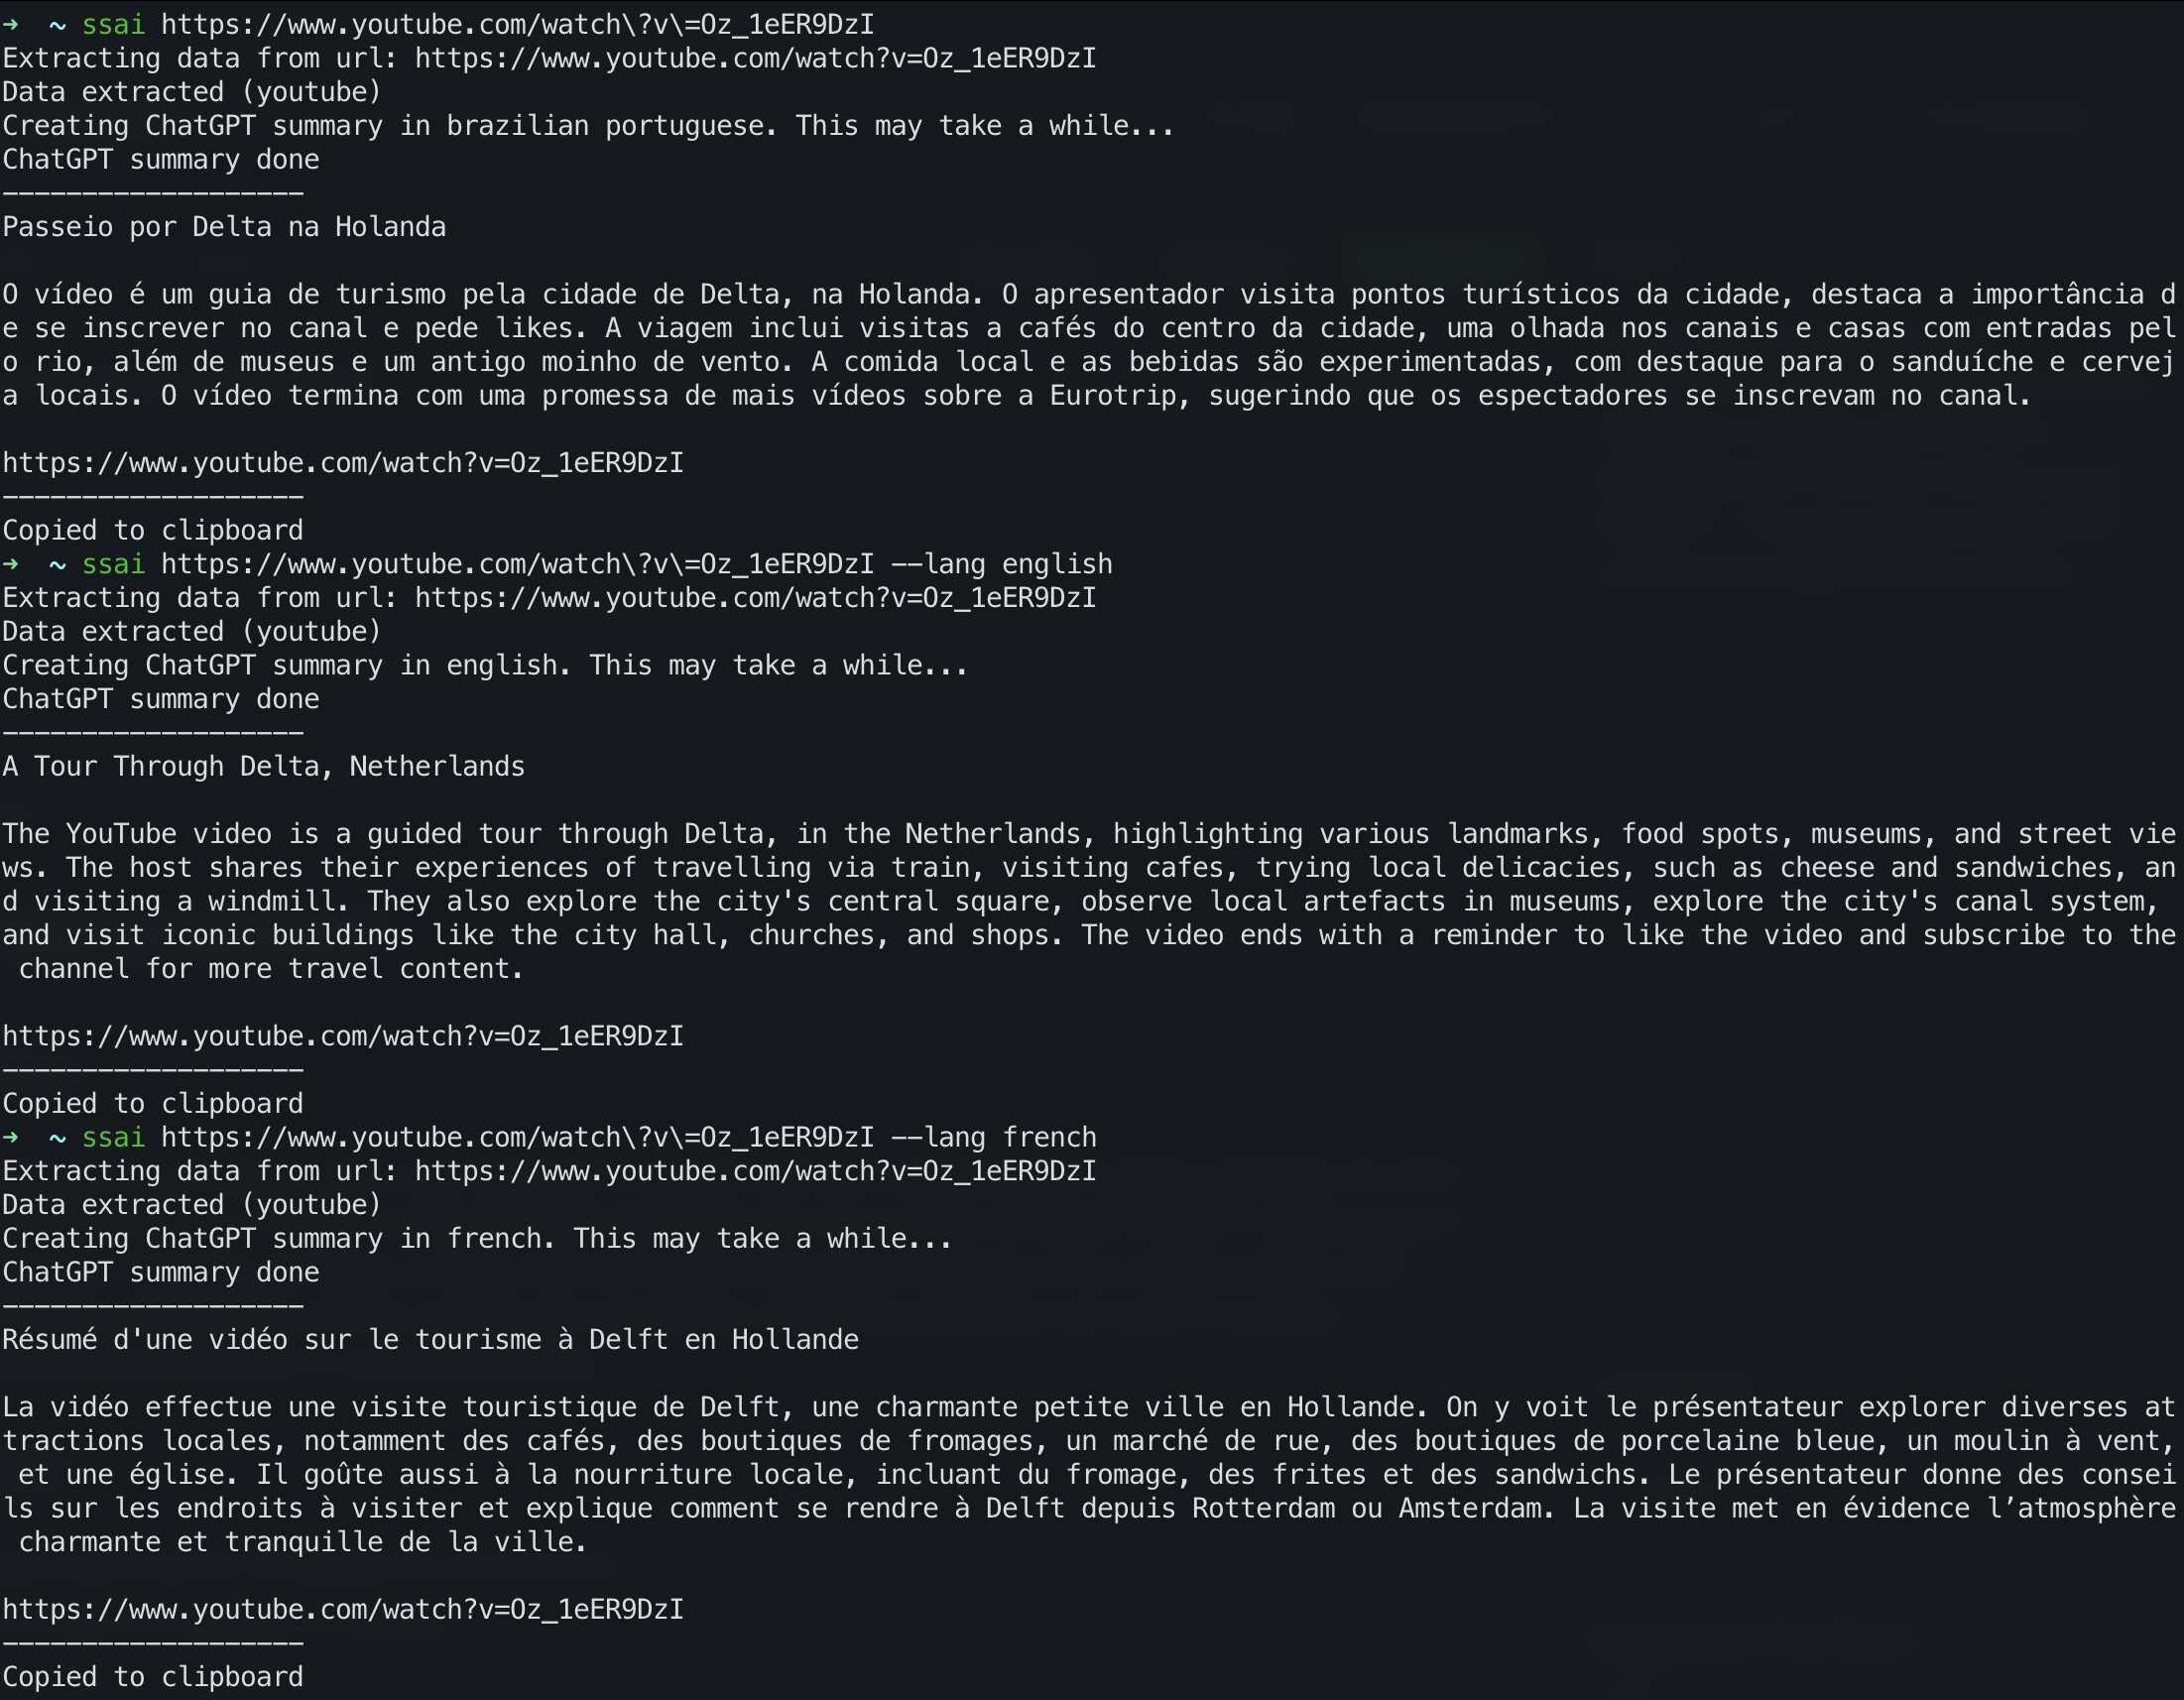 ➜  ~ ssai https://www.youtube.com/watch\?v\=Oz_1eER9DzI
Extracting data from url: https://www.youtube.com/watch?v=Oz_1eER9DzI
Data extracted (youtube)
Creating ChatGPT summary in brazilian portuguese. This may take a while...
ChatGPT summary done
-------------------
Passeio por Delta na Holanda

O vídeo é um guia de turismo pela cidade de Delta, na Holanda. O apresentador visita pontos turísticos da cidade, destaca a importância d
e se inscrever no canal e pede likes. A viagem inclui visitas a cafés do centro da cidade, uma olhada nos canais e casas com entradas pel
o rio, além de museus e um antigo moinho de vento. A comida local e as bebidas são experimentadas, com destaque para o sanduíche e cervej
a locais. O vídeo termina com uma promessa de mais vídeos sobre a Eurotrip, sugerindo que os espectadores se inscrevam no canal.

https://www.youtube.com/watch?v=Oz_1eER9DzI
-------------------
Copied to clipboard
➜  ~ ssai https://www.youtube.com/watch\?v\=Oz_1eER9DzI --lang english
Extracting data from url: https://www.youtube.com/watch?v=Oz_1eER9DzI
Data extracted (youtube)
Creating ChatGPT summary in english. This may take a while...
ChatGPT summary done
-------------------
A Tour Through Delta, Netherlands

The YouTube video is a guided tour through Delta, in the Netherlands, highlighting various landmarks, food spots, museums, and street vie
ws. The host shares their experiences of travelling via train, visiting cafes, trying local delicacies, such as cheese and sandwiches, an
d visiting a windmill. They also explore the city's central square, observe local artefacts in museums, explore the city's canal system,
and visit iconic buildings like the city hall, churches, and shops. The video ends with a reminder to like the video and subscribe to the
 channel for more travel content.

https://www.youtube.com/watch?v=Oz_1eER9DzI
-------------------
Copied to clipboard
➜  ~ ssai https://www.youtube.com/watch\?v\=Oz_1eER9DzI --lang french
Extracting data from url: https://www.youtube.com/watch?v=Oz_1eER9DzI
Data extracted (youtube)
Creating ChatGPT summary in french. This may take a while...
ChatGPT summary done
-------------------
Résumé d'une vidéo sur le tourisme à Delft en Hollande

La vidéo effectue une visite touristique de Delft, une charmante petite ville en Hollande. On y voit le présentateur explorer diverses at
tractions locales, notamment des cafés, des boutiques de fromages, un marché de rue, des boutiques de porcelaine bleue, un moulin à vent,
 et une église. Il goûte aussi à la nourriture locale, incluant du fromage, des frites et des sandwichs. Le présentateur donne des consei
ls sur les endroits à visiter et explique comment se rendre à Delft depuis Rotterdam ou Amsterdam. La visite met en évidence l’atmosphère
 charmante et tranquille de la ville.

https://www.youtube.com/watch?v=Oz_1eER9DzI
-------------------
Copied to clipboard